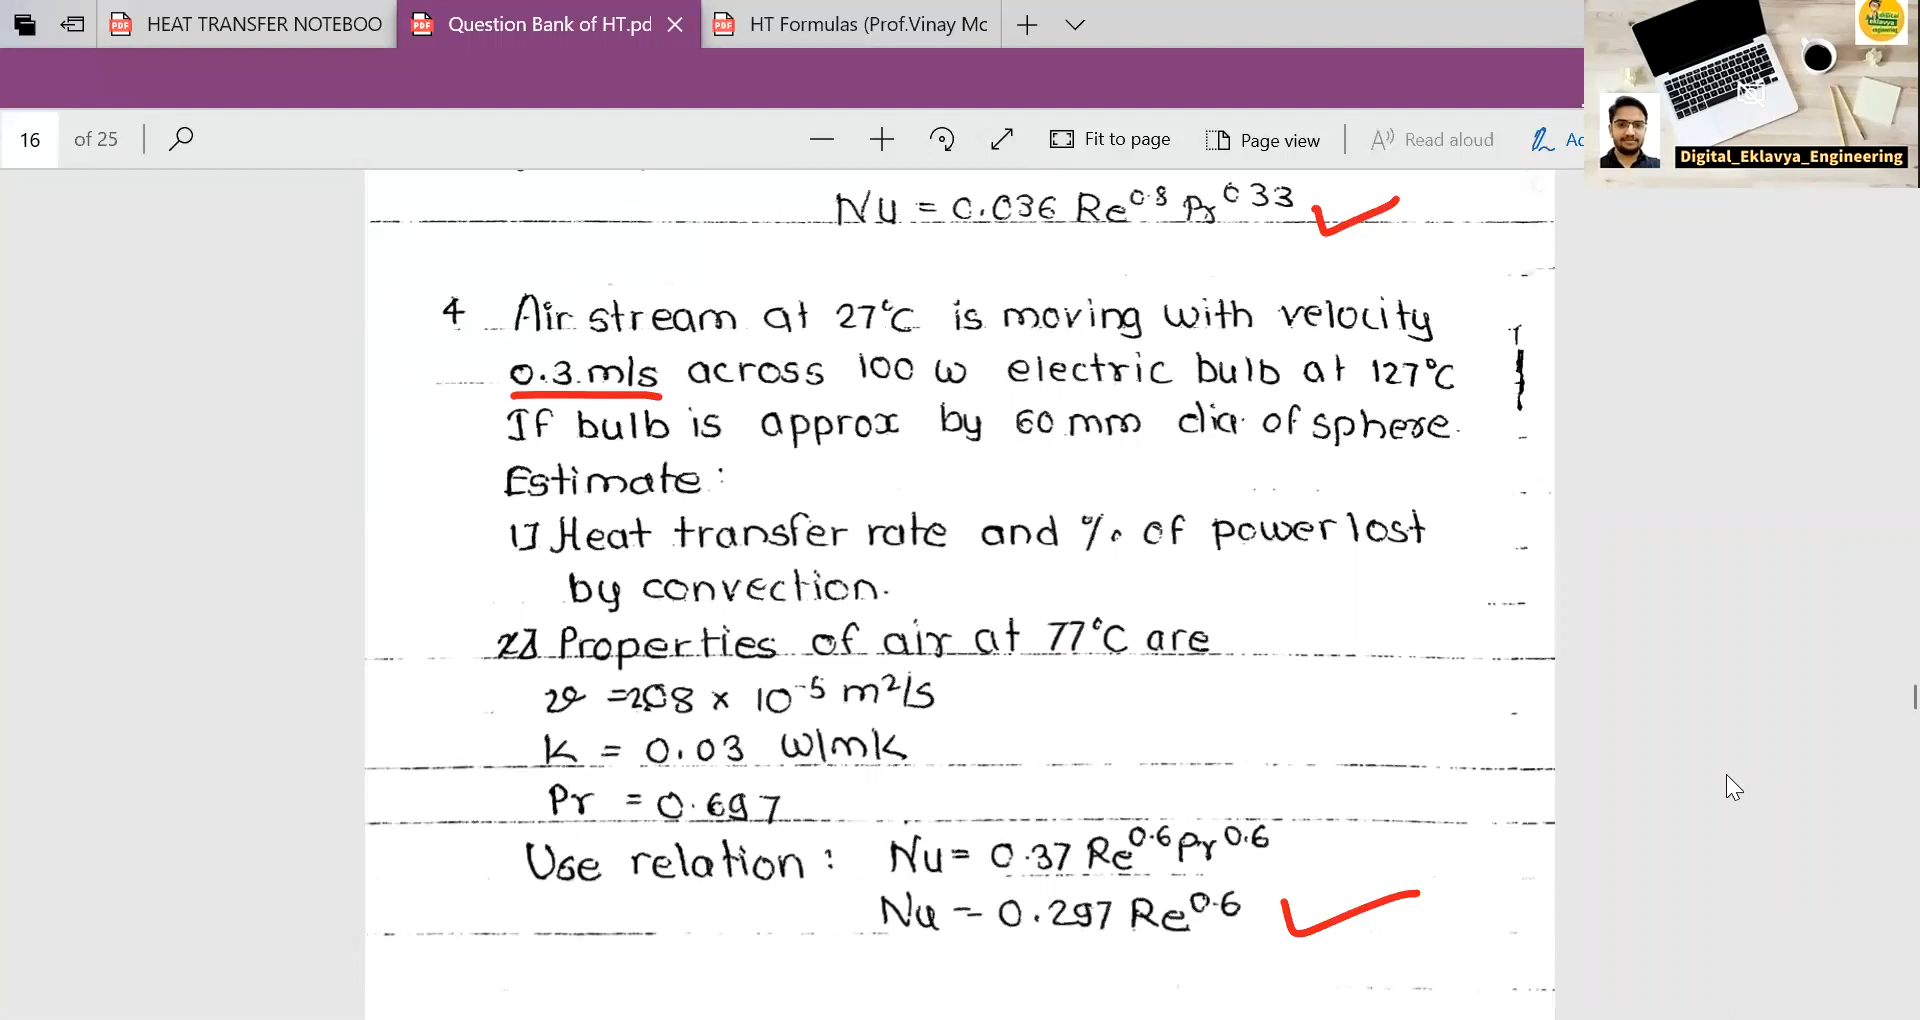 HEAT TRANSFER NOTEBOO
Question Bank of HT.pd
HT Formulas (Prof.Vinay Mc
16 of 25
Fit to page
Page view
Read aloud
Digital_Eklavya_Engineering
Nu = 0.036 Re^0.8 Pr^0.33
4 Air stream at 27°C is moving with velocity
0.3 m/s across 100 W electric bulb at 127°C
If bulb is approx by 60 mm dia. of sphere.
Estimate:
1] Heat transfer rate and % of power lost
by convection.
2] Properties of air at 77°C are
ν = 2.08 × 10^-5 m²/s
K = 0.03 W/mK
Pr = 0.697
Use relation: Nu = 0.37 Re^0.6 Pr^0.6
Nu = 0.297 Re^0.6